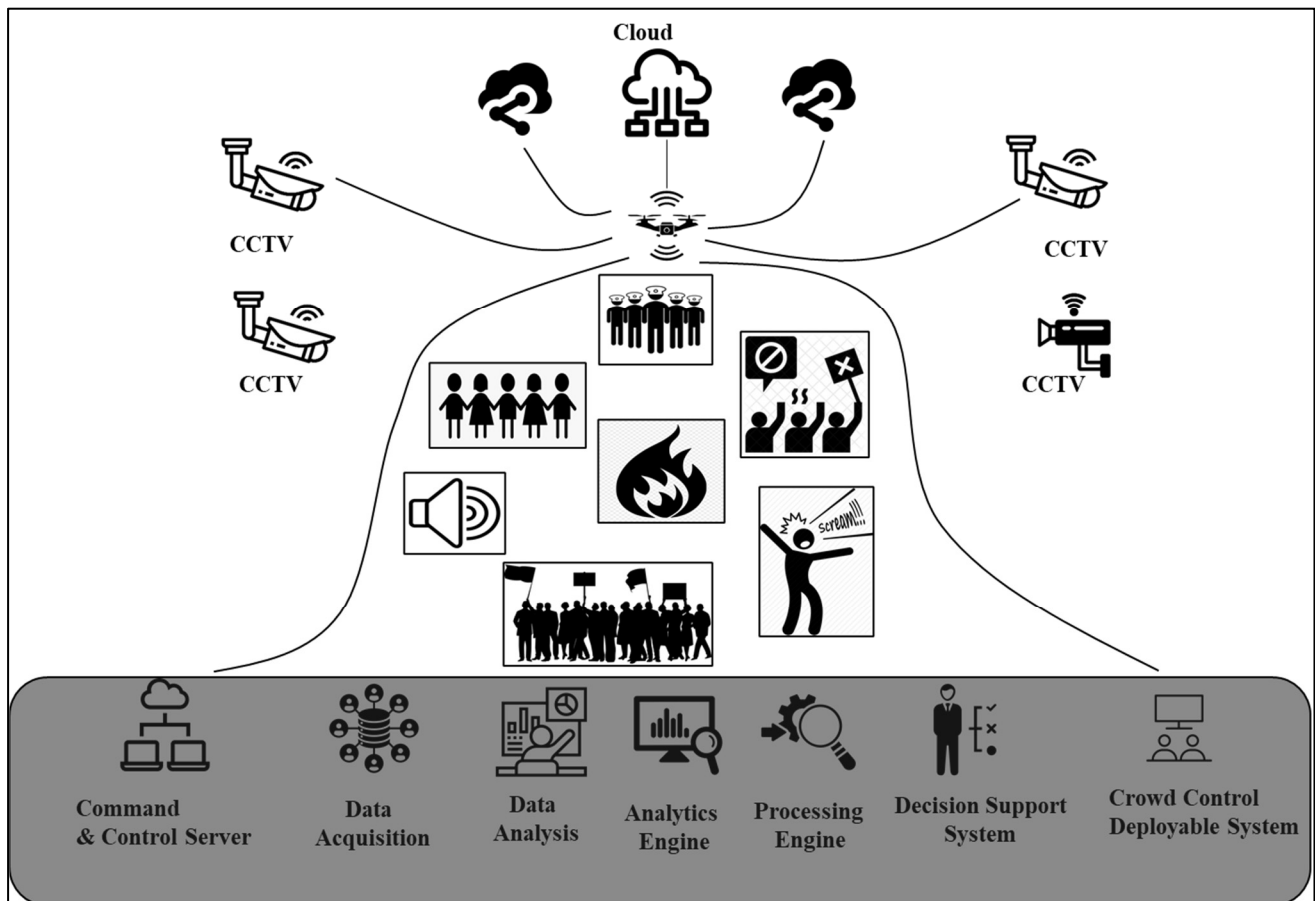 Cloud
CCTV
CCTV
CCTV
CCTV
scream!!!
Command
& Control Server
Data
Acquisition
Data
Analysis
Analytics
Engine
Processing
Engine
Decision Support
System
Crowd Control
Deployable System